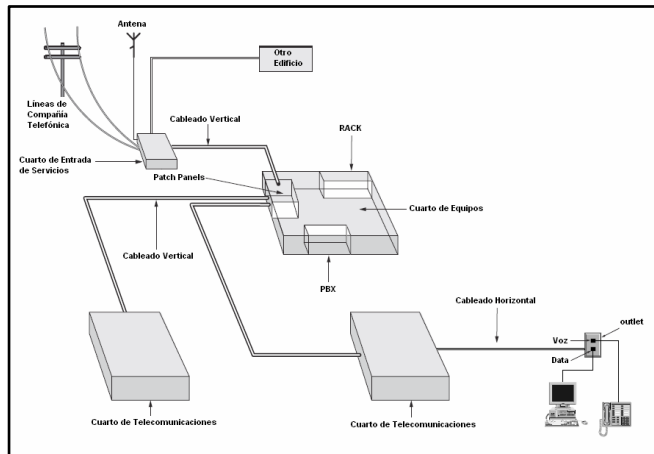 Antena
Otro
Edificio
Líneas de
Compañía
Telefónica
Cableado Vertical
RACK
Cuarto de Entrada
de Servicios
Patch Panels
Cuarto de Equipos
Cableado Vertical
PBX
Cableado Horizontal
outlet
Voz
Data
Cuarto de Telecomunicaciones
Cuarto de Telecomunicaciones